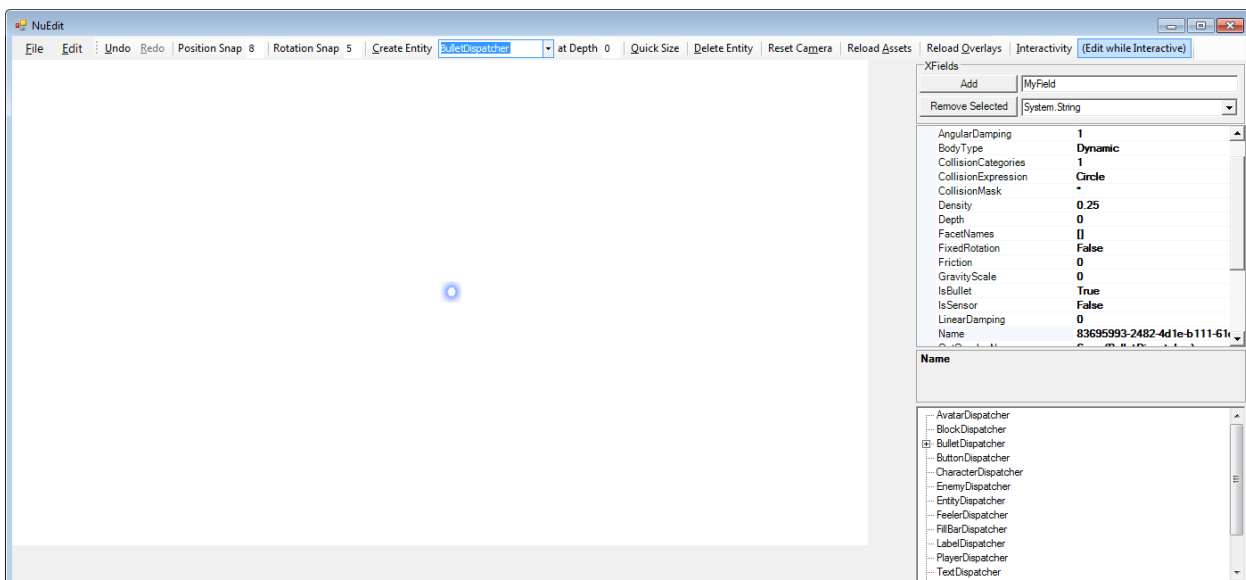 NuEdit
File Edit Undo Redo Position Snap 8 Rotation Snap 5 Create Entity BulletDispatcher at Depth 0 Quick Size Delete Entity Reset Camera Reload Assets Reload Overlays Interactivity (Edit while Interactive)
XFields
Add MyField
Remove Selected System.String
AngularDamping 1
BodyType Dynamic
CollisionCategories 1
CollisionExpression Circle
CollisionMask *
Density 0.25
Depth 0
FacetNames []
FixedRotation False
Friction 0
GravityScale 0
IsBullet True
IsSensor False
LinearDamping 0
Name 83695993-2482-4d1e-b111-61
Name
AvatarDispatcher
BlockDispatcher
BulletDispatcher
ButtonDispatcher
CharacterDispatcher
EnemyDispatcher
EntityDispatcher
FeelerDispatcher
FillBarDispatcher
LabelDispatcher
PlayerDispatcher
TextDispatcher